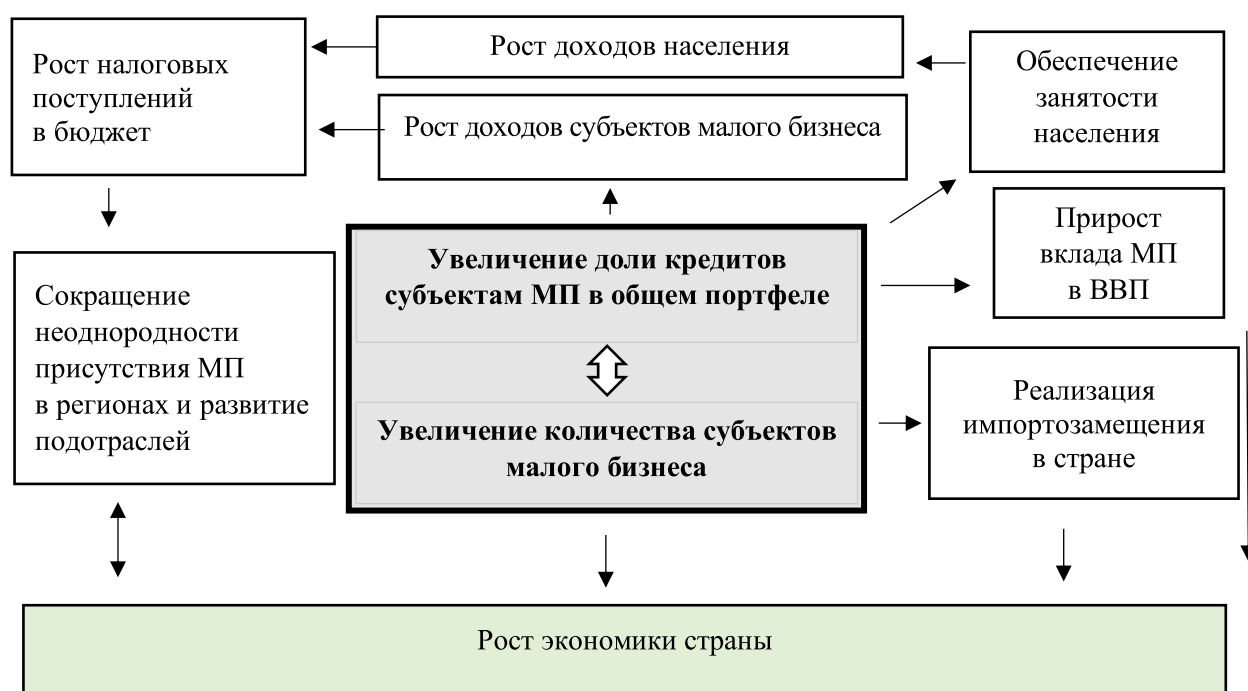 Рост налоговых
поступлений
в бюджет
Рост доходов населения
Рост доходов субъектов малого бизнеса
Обеспечение
занятости
населения
Прирост
вклада МП
в ВВП
Сокращение
неоднородности
присутствия МП
в регионах и развитие
подотраслей
Увеличение доли кредитов
субъектам МП в общем портфеле
Увеличение количества субъектов
малого бизнеса
Реализация
импортозамещения
в стране
Рост экономики страны